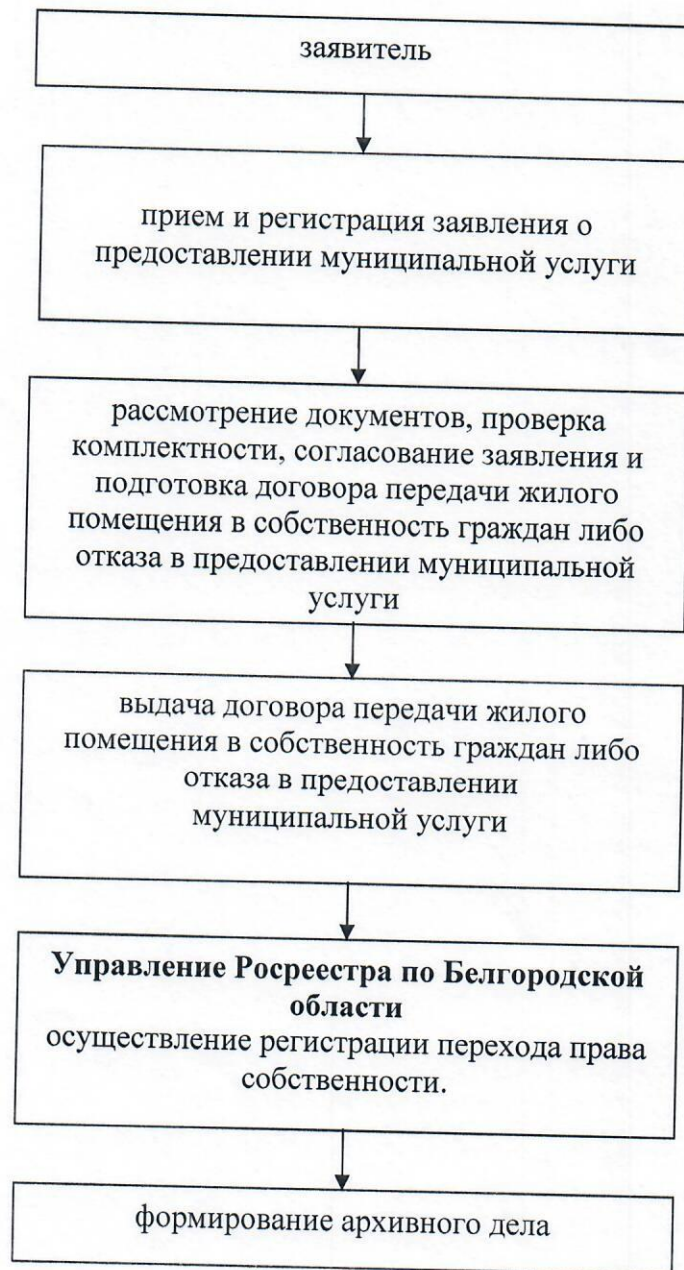 заявитель
прием и регистрация заявления о
предоставлении муниципальной услуги
рассмотрение документов, проверка
комплектности, согласование заявления и
подготовка договора передачи жилого
помещения в собственность граждан либо
отказа в предоставлении муниципальной
услуги
выдача договора передачи жилого
помещения в собственность граждан либо
отказа в предоставлении
муниципальной услуги
Управление Росреестра по Белгородской
области
осуществление регистрации перехода права
собственности.
формирование архивного дела